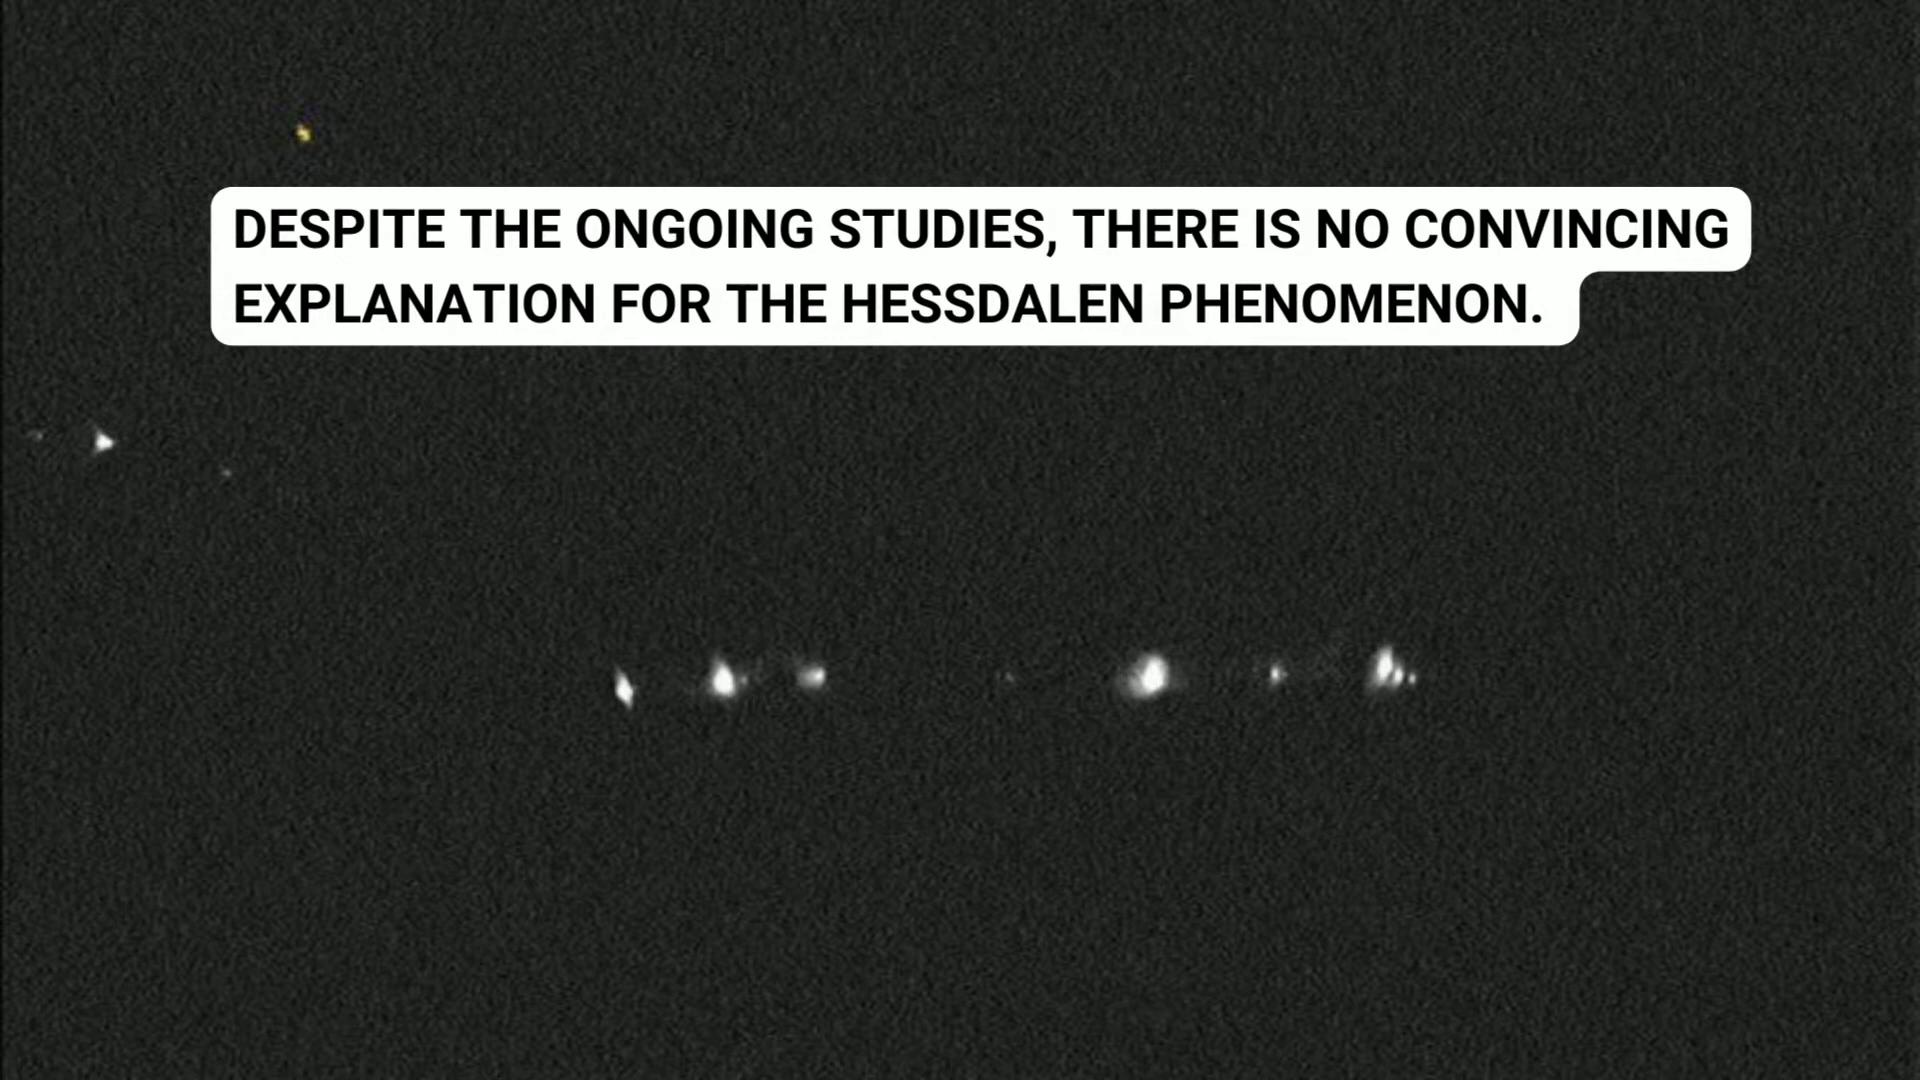 DESPITE THE ONGOING STUDIES, THERE IS NO CONVINCING
EXPLANATION FOR THE HESSDALEN PHENOMENON.